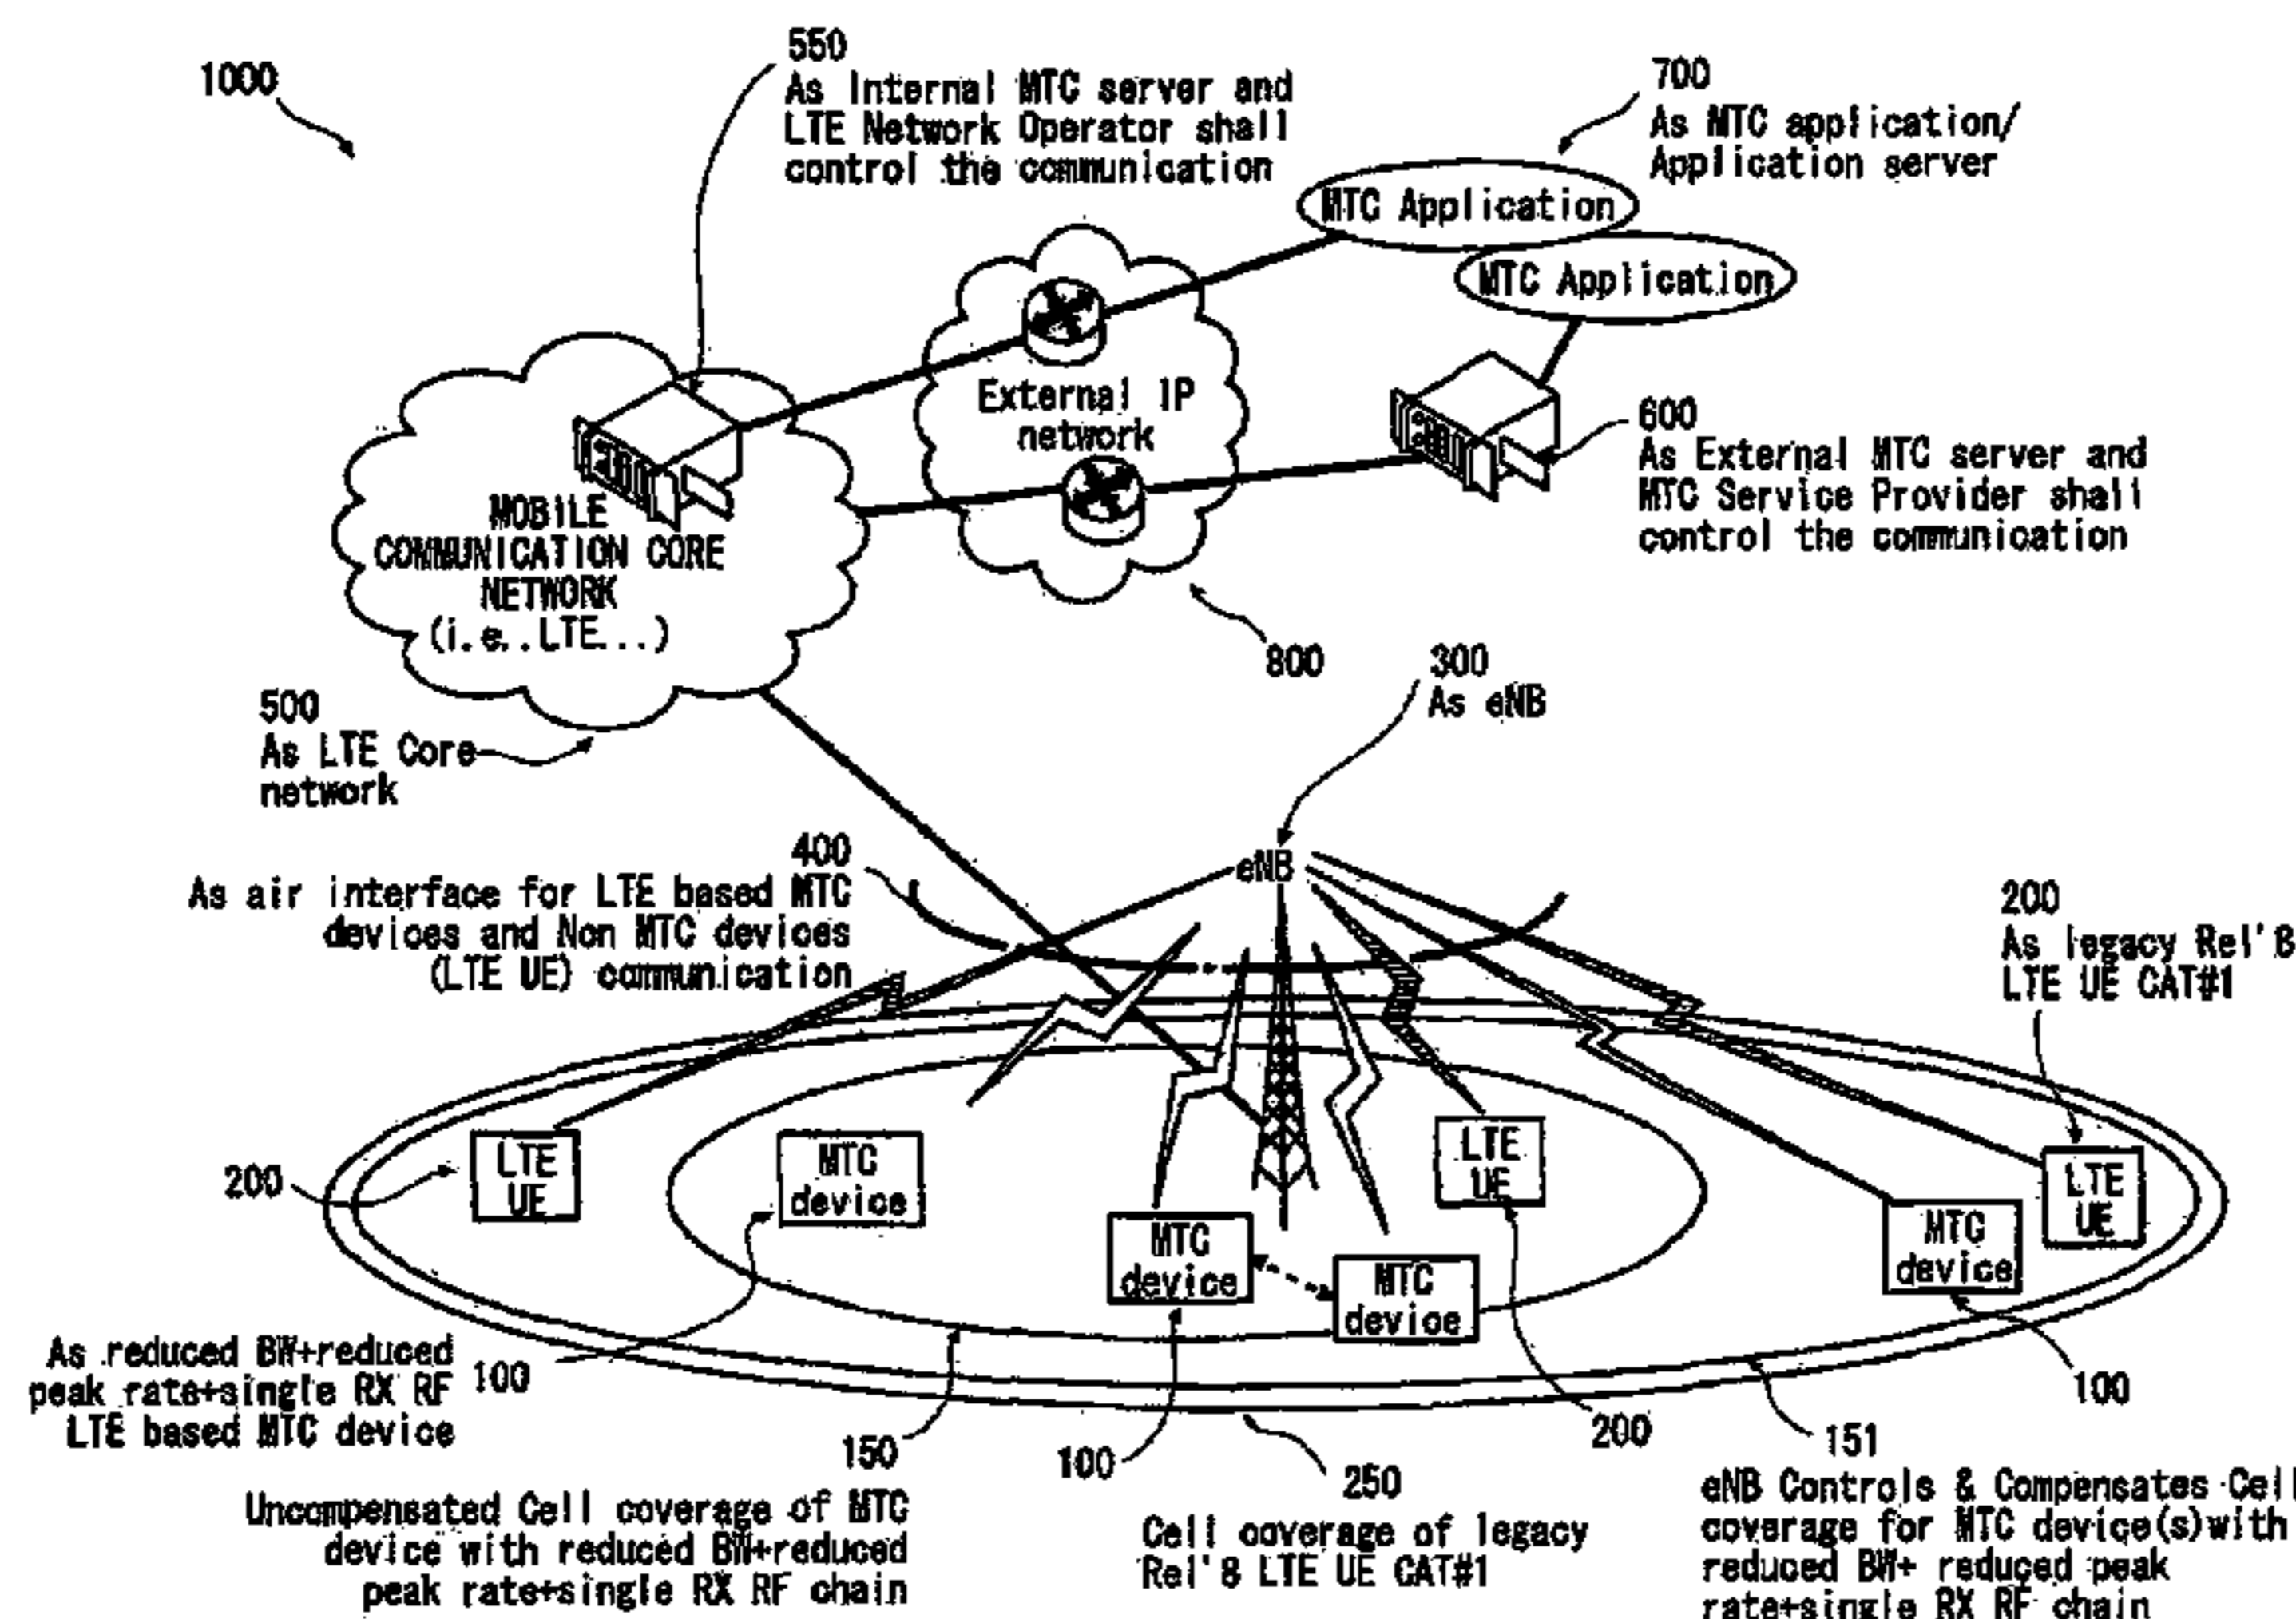 1000
550
As Internal MTC server and
LTE Network Operator shall
control the communication
700
As MTC application/
Application server
MTC Application
MTC Application
External IP
network
600
As External MTC server and
MTC Service Provider shall
control the communication
MOBILE
COMMUNICATION CORE
NETWORK
(i.e..LTE...)
800
300
As eNB
500
As LTE Core
network
400
As air interface for LTE based MTC
devices and Non MTC devices
(LTE UE) communication
eNB
200
As legacy Rel'8
LTE UE CAT#1
200
LTE
UE
MTC
device
LTE
UE
LTE
UE
MTC
device
MTC
device
MTC
device
As reduced BW+reduced
peak rate+single RX RF
LTE based MTC device
100
150
Uncompensated Cell coverage of MTC
device with reduced BW+reduced
peak rate+single RX RF chain
100
250
Cell coverage of legacy
Rel'8 LTE UE CAT#1
200
100
151
eNB Controls & Compensates Cell
coverage for MTC device(s)with
reduced BW+ reduced peak
rate+single RX RF chain